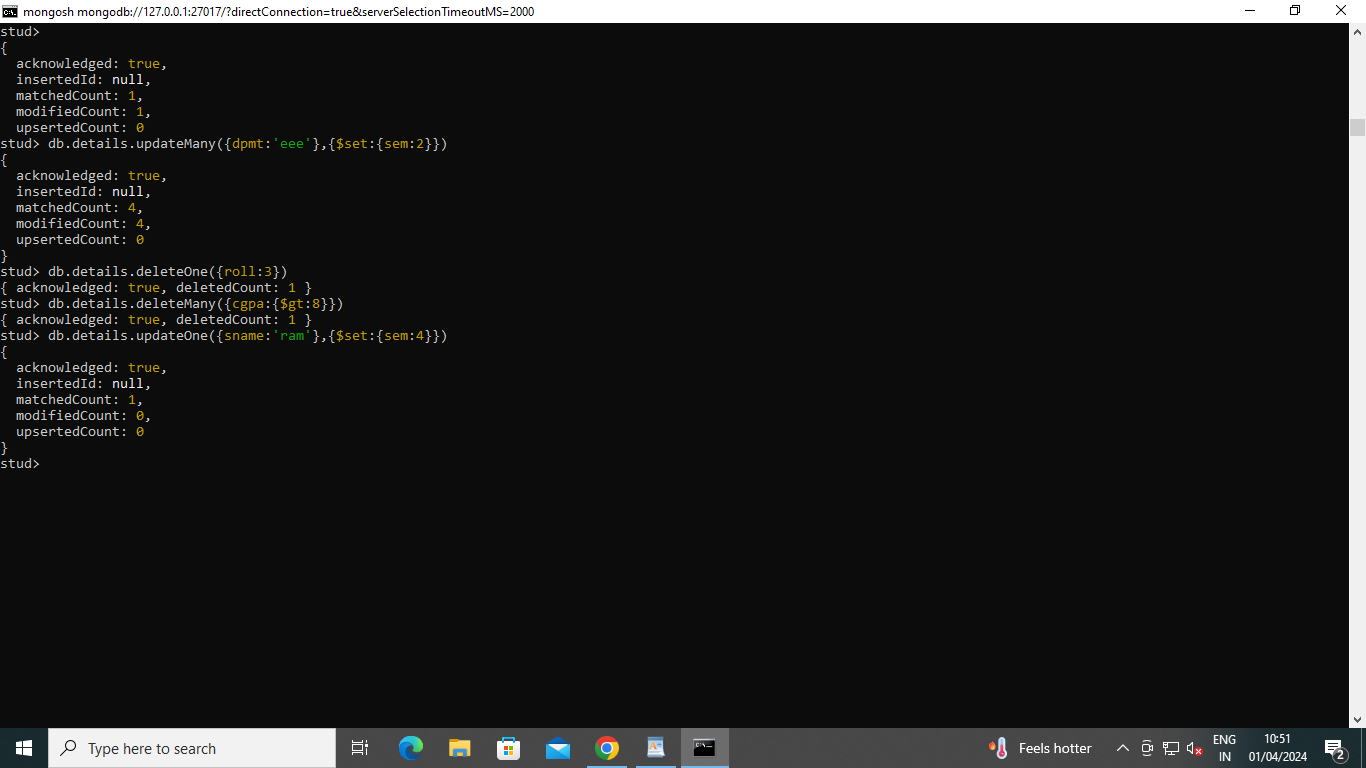 mongosh mongodb://127.0.0.1:27017/?directConnection=true&serverSelectionTimeoutMS=2000
stud>
{
  acknowledged: true,
  insertedId: null,
  matchedCount: 1,
  modifiedCount: 1,
  upsertedCount: 0
stud> db.details.updateMany({dpmt:'eee'},{$set:{sem:2}})
{
  acknowledged: true,
  insertedId: null,
  matchedCount: 4,
  modifiedCount: 4,
  upsertedCount: 0
}
stud> db.details.deleteOne({roll:3})
{ acknowledged: true, deletedCount: 1 }
stud> db.details.deleteMany({cgpa:{$gt:8}})
{ acknowledged: true, deletedCount: 1 }
stud> db.details.updateOne({sname:'ram'},{$set:{sem:4}})
{
  acknowledged: true,
  insertedId: null,
  matchedCount: 1,
  modifiedCount: 0,
  upsertedCount: 0
}
stud>
Type here to search
Feels hotter
ENG
IN
10:51
01/04/2024
2